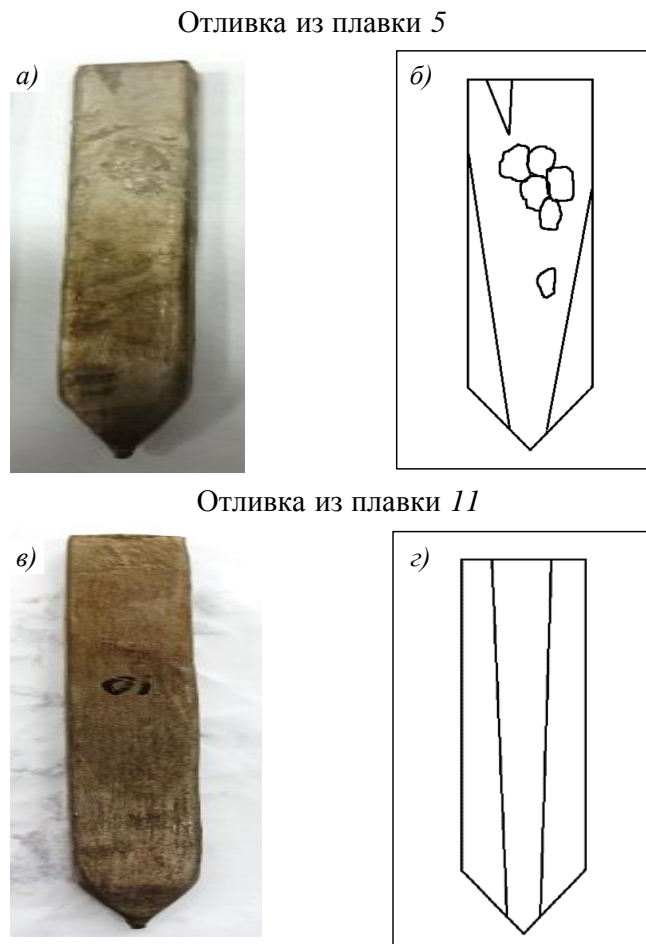 Отливка из плавки 5
а)
б)
Отливка из плавки 11
в)
г)